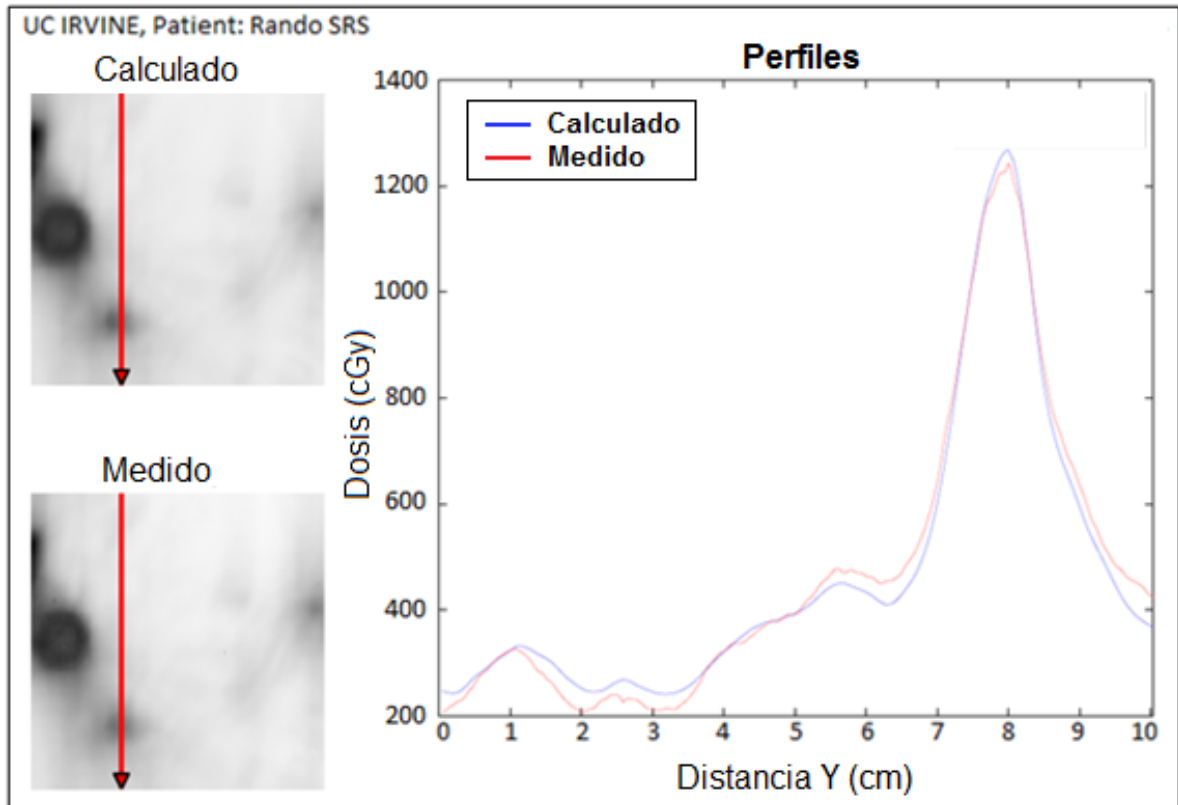 UC IRVINE, Patient: Rando SRS
Calculado
Medido
Perfiles
Calculado
Medido
Dosis (cGy)
1400
1200
1000
800
600
400
200
0 1 2 3 4 5 6 7 8 9 10
Distancia Y (cm)